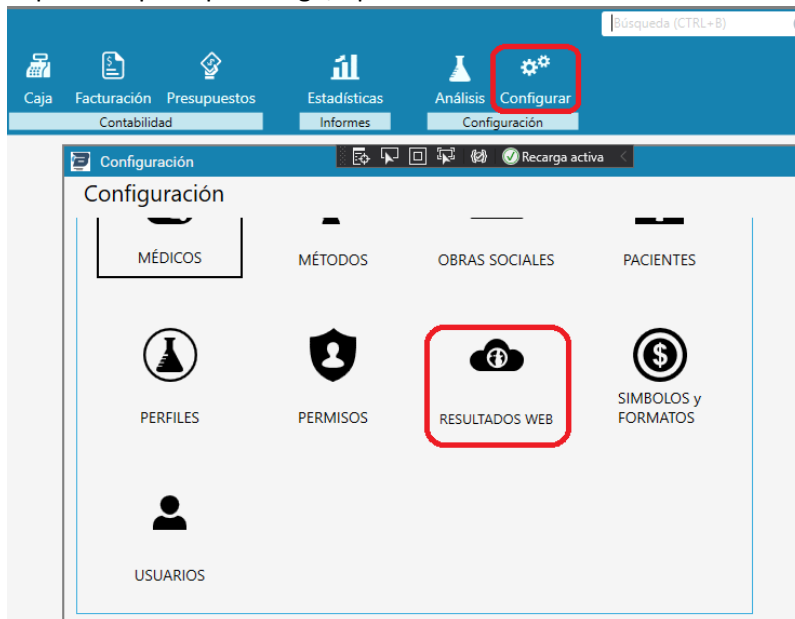 Búsqueda (CTRL+B)
Caja Facturación Presupuestos Estadísticas Análisis Configurar
Contabilidad Informes Configuración
Configuración
Recarga activa
Configuración
MÉDICOS MÉTODOS OBRAS SOCIALES PACIENTES
PERFILES PERMISOS RESULTADOS WEB SIMBOLOS y
FORMATOS
USUARIOS